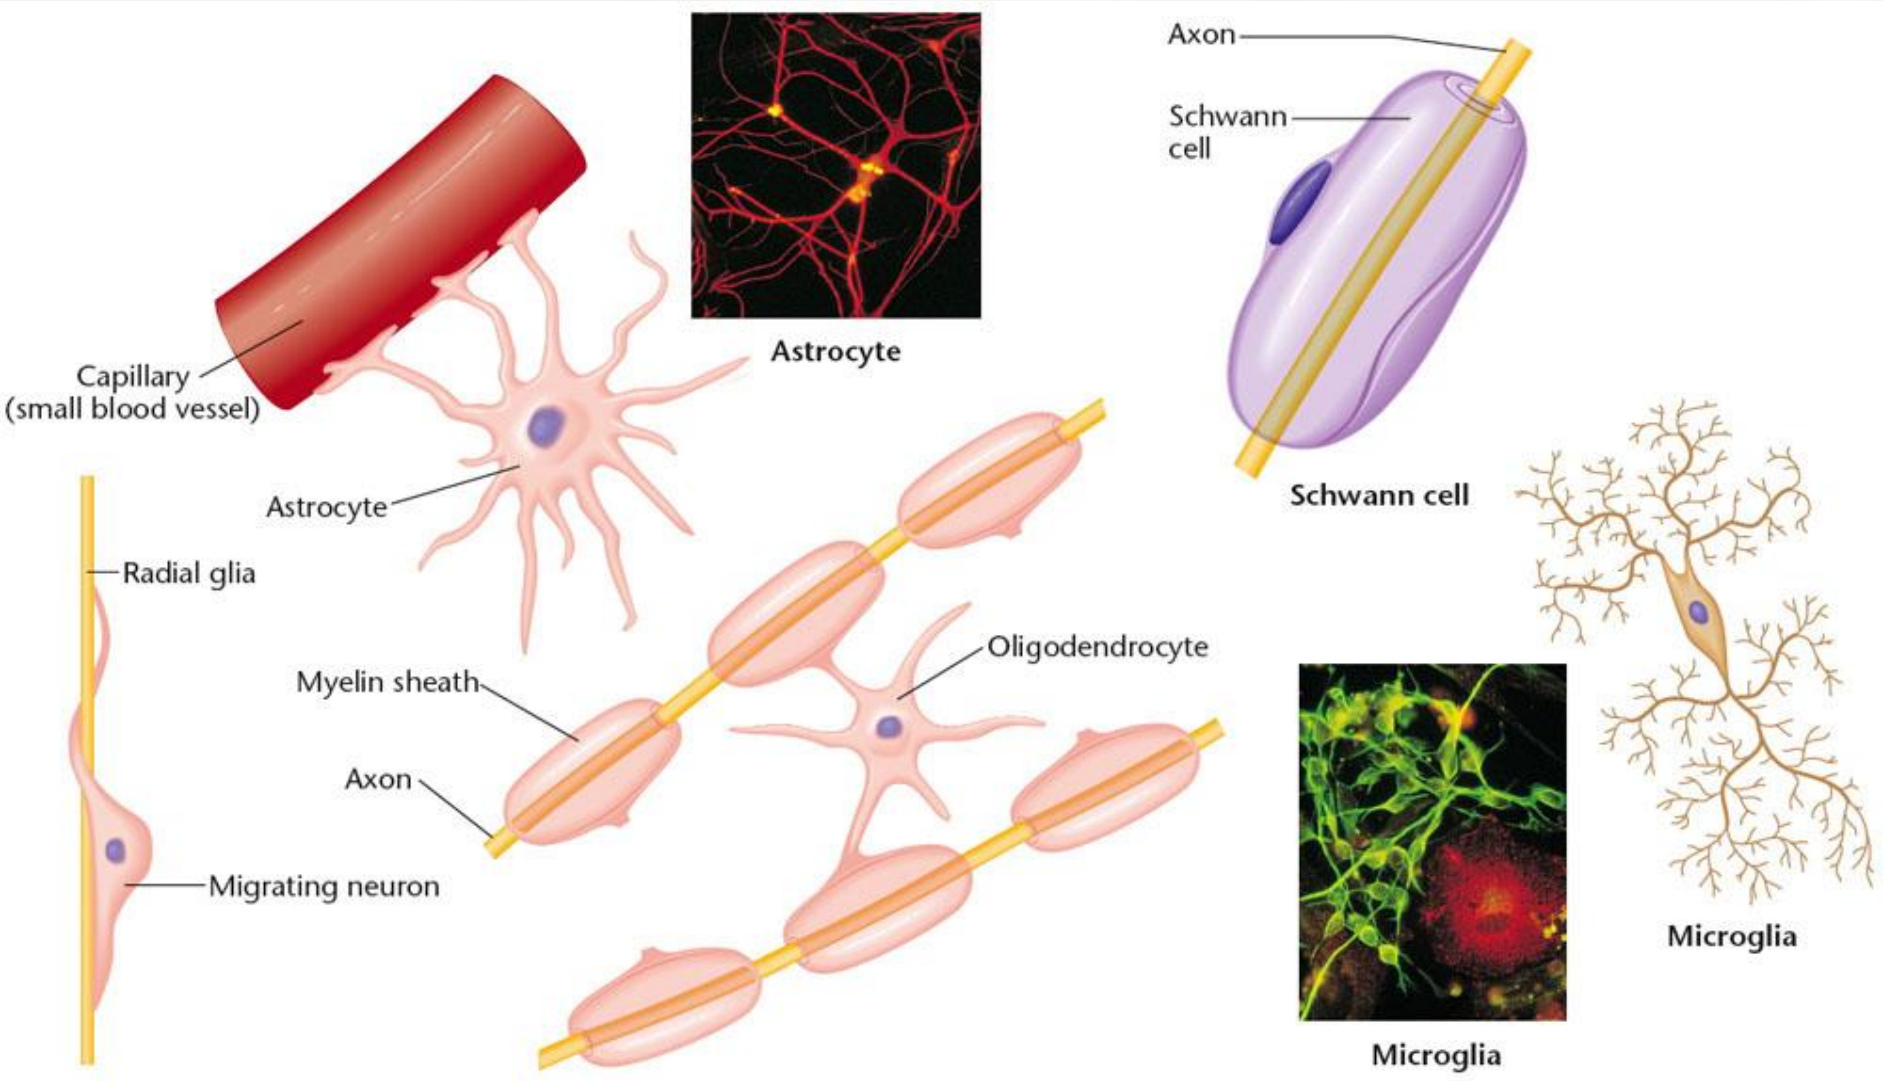 Axon
Schwann
cell
Astrocyte
Capillary
(small blood vessel)
Schwann cell
Astrocyte
Radial glia
Oligodendrocyte
Myelin sheath
Axon
Migrating neuron
Microglia
Microglia